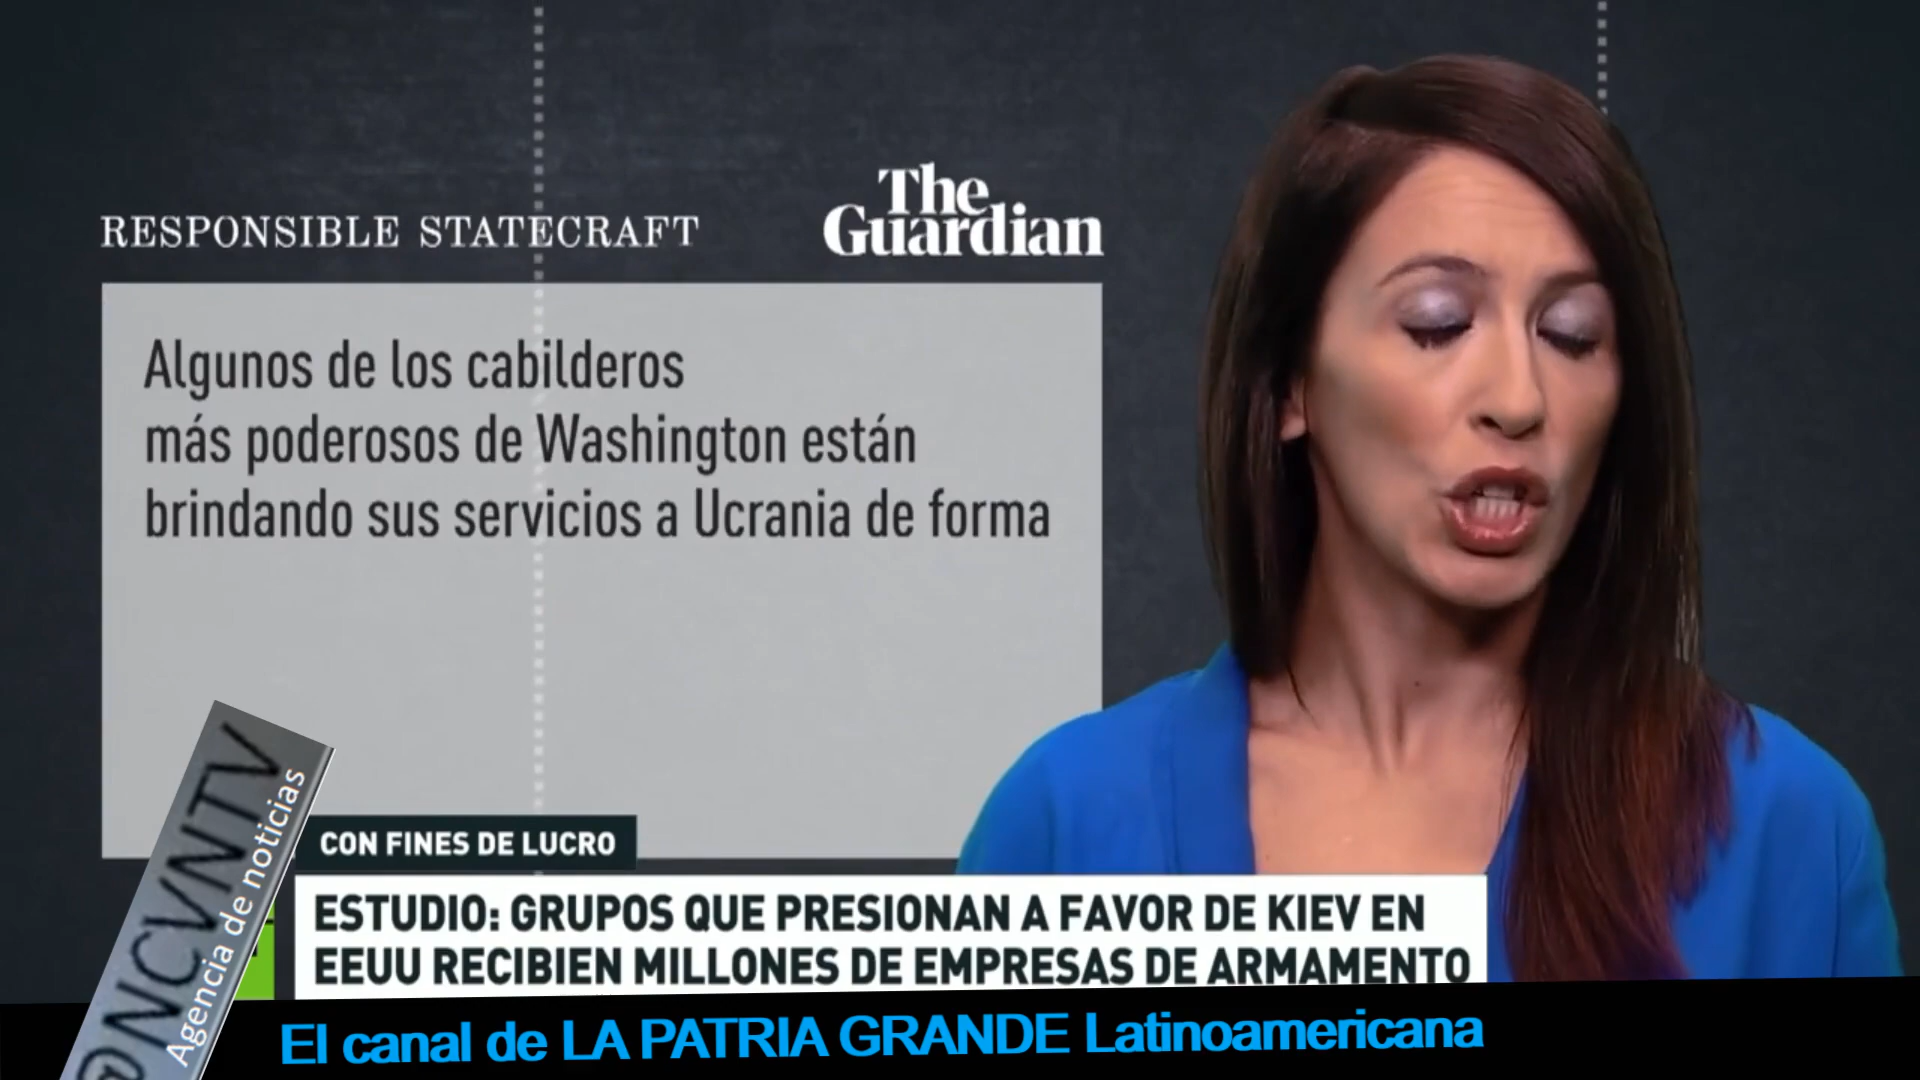 RESPONSIBLE STATECRAFT
The
Guardian
Algunos de los cabilderos
más poderosos de Washington están
brindando sus servicios a Ucrania de forma
CON FINES DE LUCRO
ESTUDIO: GRUPOS QUE PRESIONAN A FAVOR DE KIEV EN
EEUU RECIBIEN MILLONES DE EMPRESAS DE ARMAMENTO
@NCVNTV
Agencia de noticias
El canal de LA PATRIA GRANDE Latinoamericana